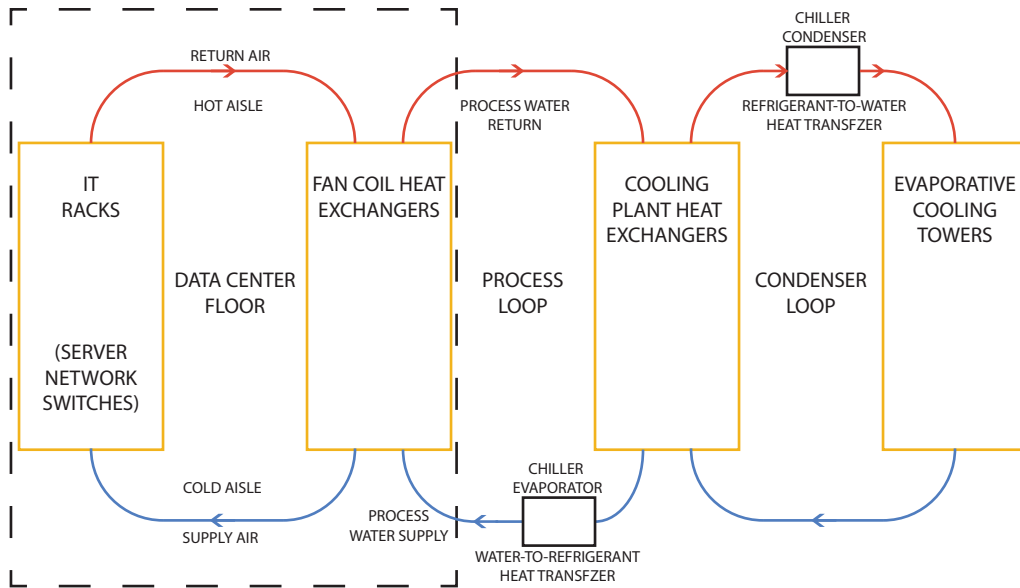 CHILLER
CONDENSER
RETURN AIR
HOT AISLE
PROCESS WATER
RETURN
REFRIGERANT-TO-WATER
HEAT TRANSFZER
IT
RACKS
(SERVER
NETWORK
SWITCHES)
DATA CENTER
FLOOR
FAN COIL HEAT
EXCHANGERS
PROCESS
LOOP
COOLING
PLANT HEAT
EXCHANGERS
CONDENSER
LOOP
EVAPORATIVE
COOLING
TOWERS
COLD AISLE
SUPPLY AIR
PROCESS
WATER SUPPLY
CHILLER
EVAPORATOR
WATER-TO-REFRIGERANT
HEAT TRANSFZER